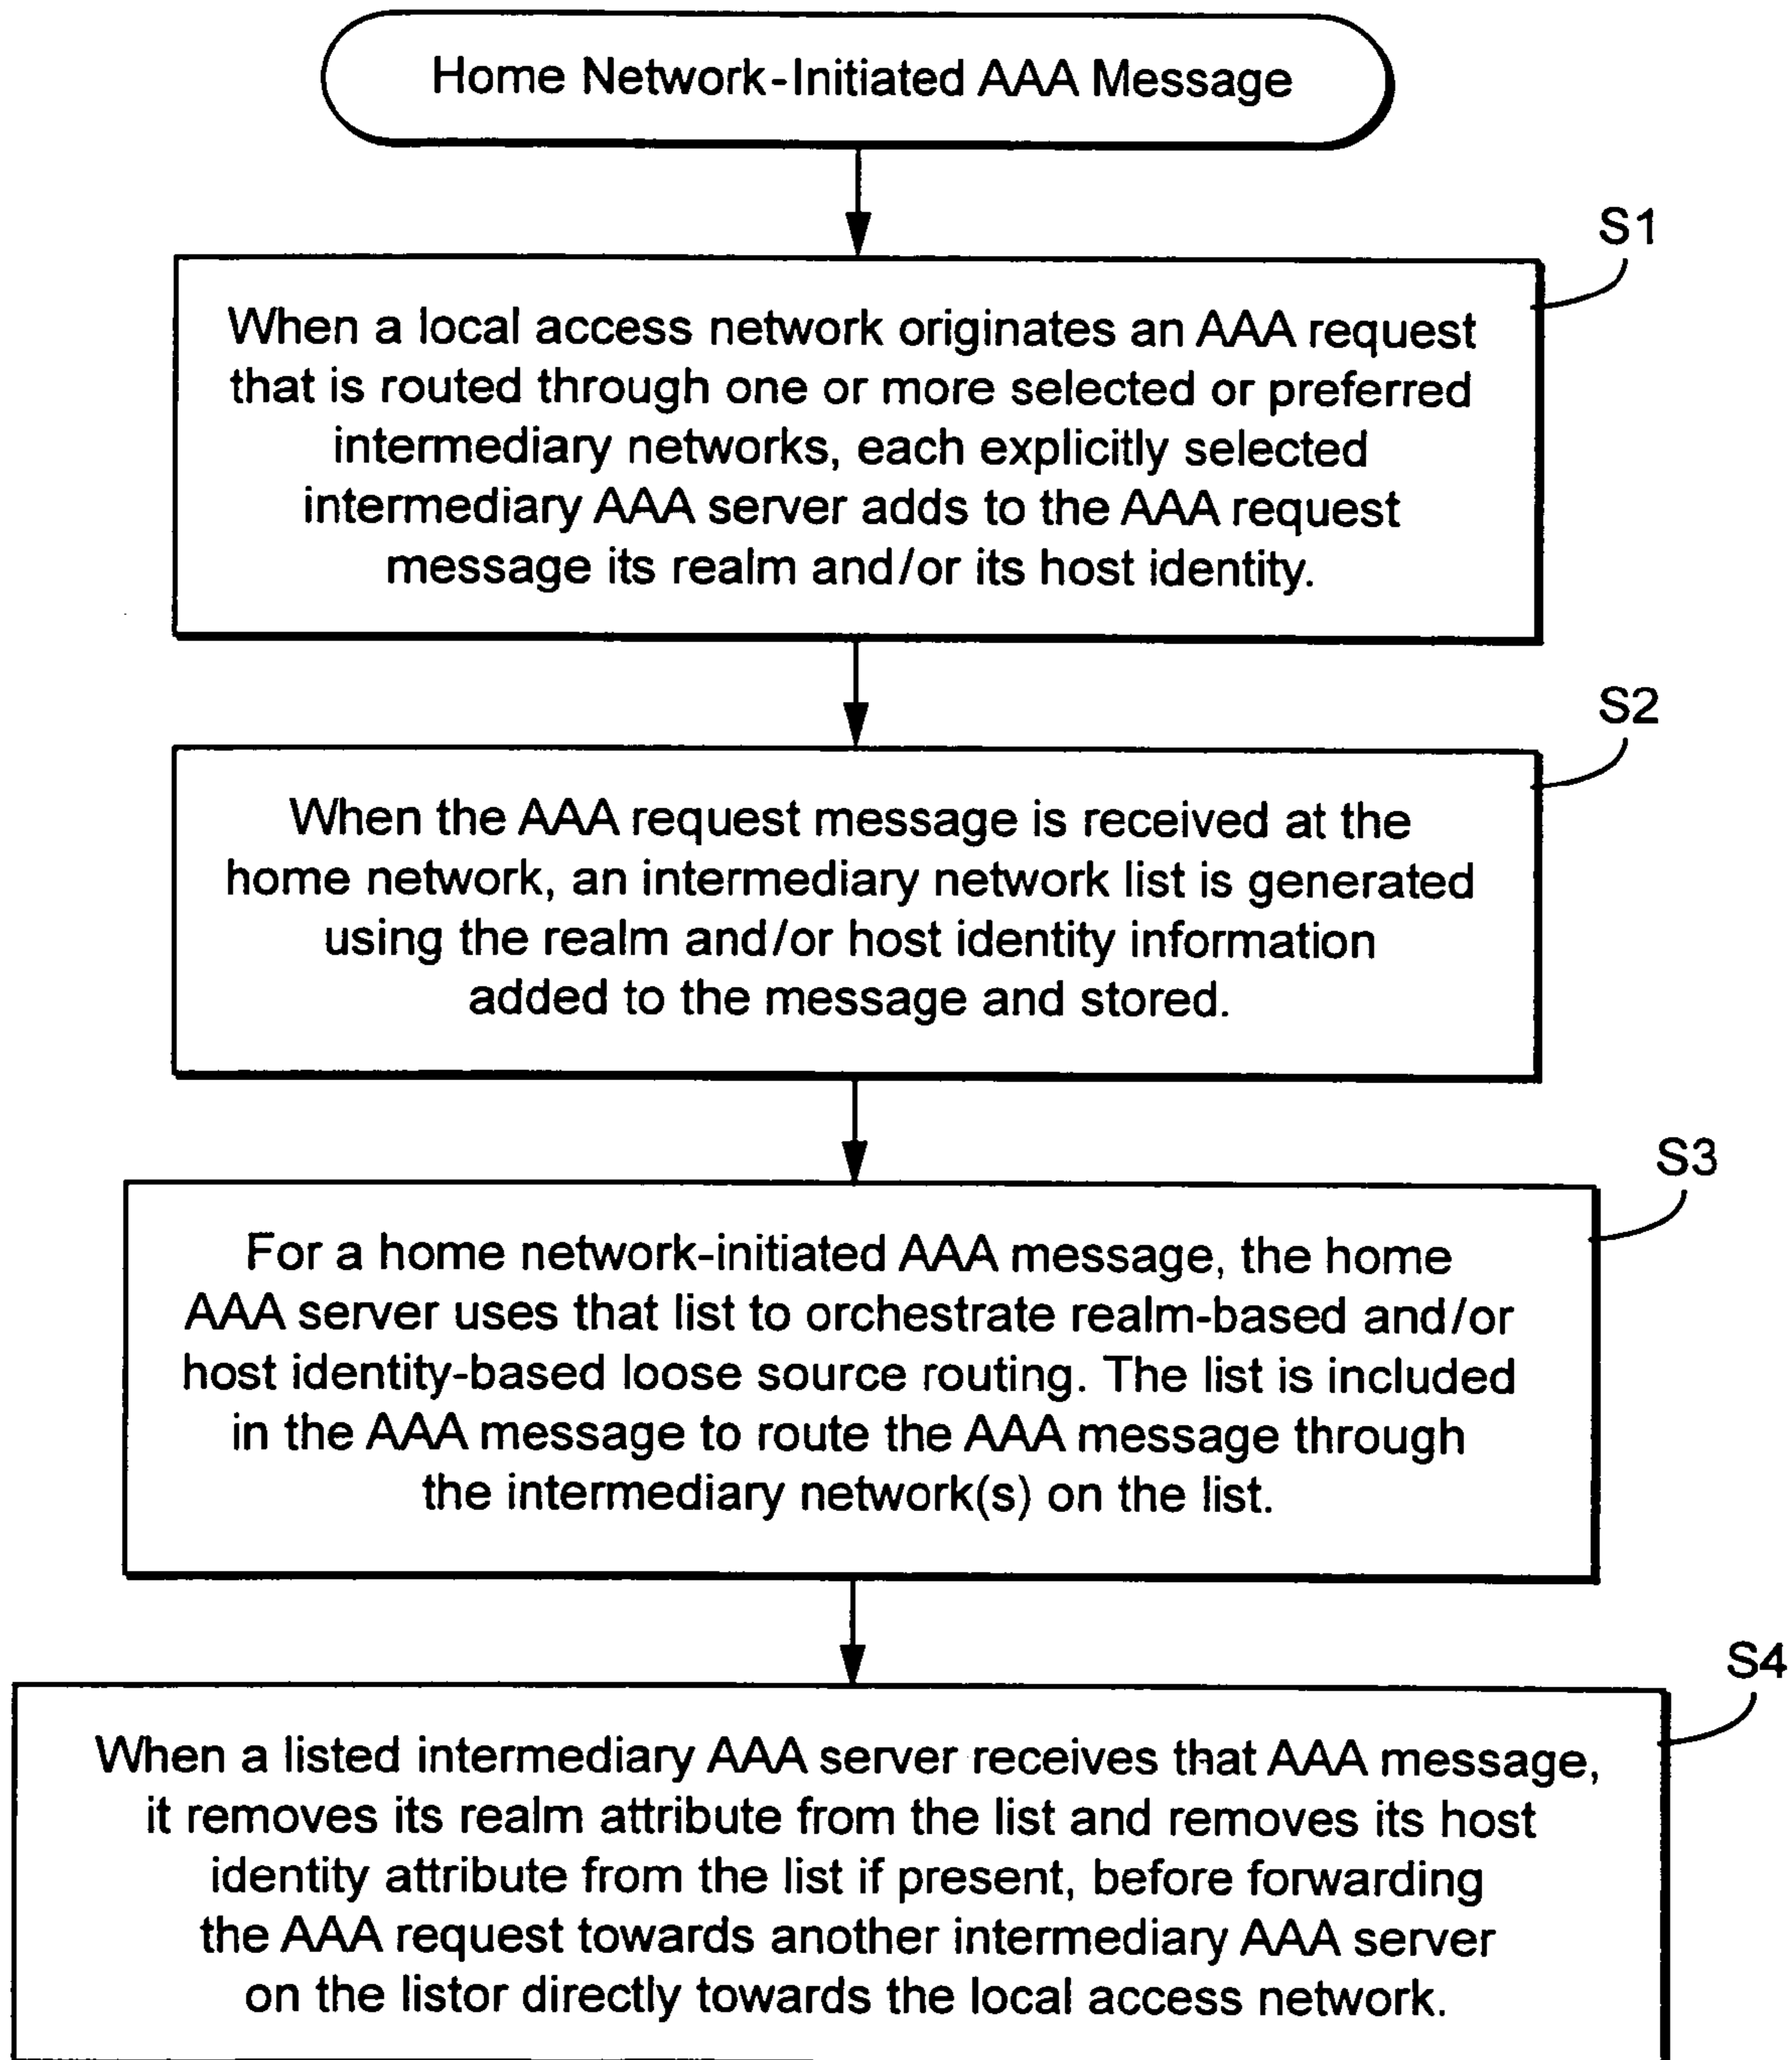 Home Network-Initiated AAA Message
S1
When a local access network originates an AAA request
that is routed through one or more selected or preferred
intermediary networks, each explicitly selected
intermediary AAA server adds to the AAA request
message its realm and/or its host identity.
S2
When the AAA request message is received at the
home network, an intermediary network list is generated
using the realm and/or host identity information
added to the message and stored.
S3
For a home network-initiated AAA message, the home
AAA server uses that list to orchestrate realm-based and/or
host identity-based loose source routing. The list is included
in the AAA message to route the AAA message through
the intermediary network(s) on the list.
S4
When a listed intermediary AAA server receives that AAA message,
it removes its realm attribute from the list and removes its host
identity attribute from the list if present, before forwarding
the AAA request towards another intermediary AAA server
on the listor directly towards the local access network.